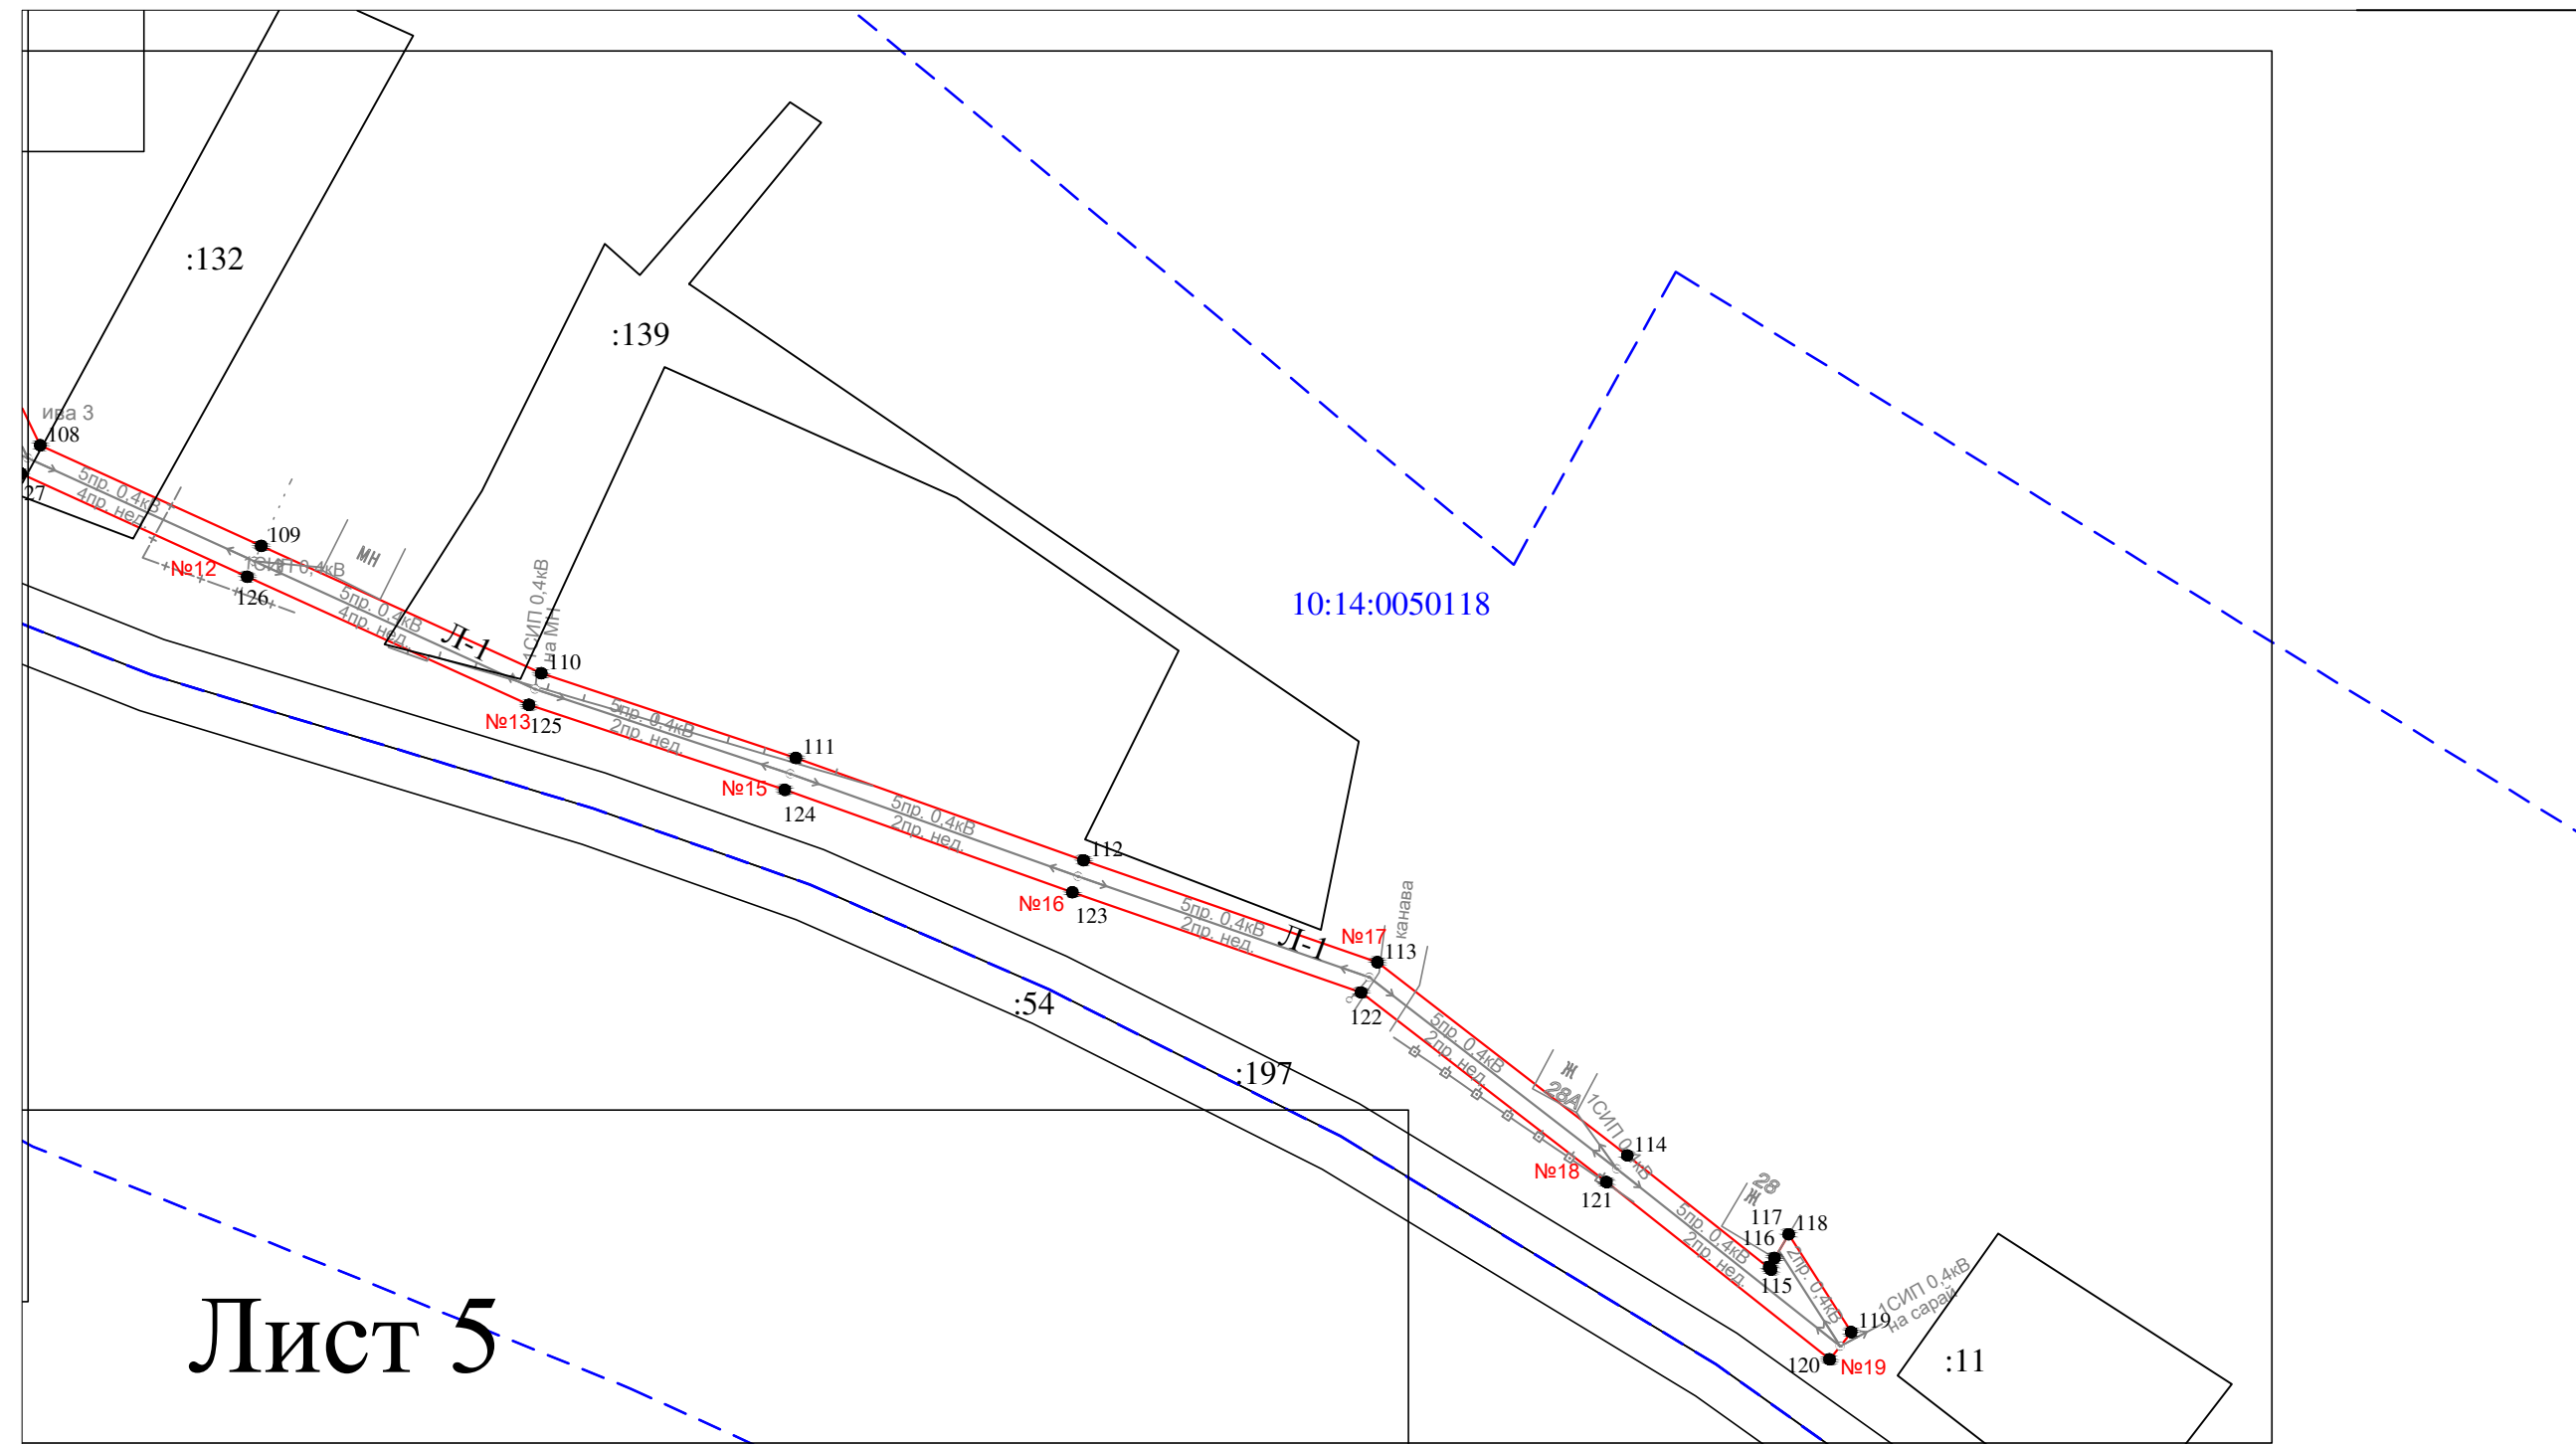 :132
:139
ива 3
108
27
5пр. 0,4кВ
4пр. нед.
109
№12
126
МН
5пр. 0,4кВ
4пр. нед.
Л-1
1СИП 0,4кВ
на МН
110
№13
125
5пр. 0,4кВ
2пр. нед.
111
№15
124
5пр. 0,4кВ
2пр. нед.
112
№16
123
10:14:0050118
5пр. 0,4кВ
2пр. нед.
Л-1
№17
113
канава
122
:54
:197
5пр. 0,4кВ
2пр. нед.
Ж
28А
1СИП 0,4кВ
114
№18
121
28
Ж
5пр. 0,4кВ
2пр. нед.
117
118
116
115
2пр. 0,4кВ
119
1СИП 0,4кВ
на сарай
120
№19
:11
Лист 5